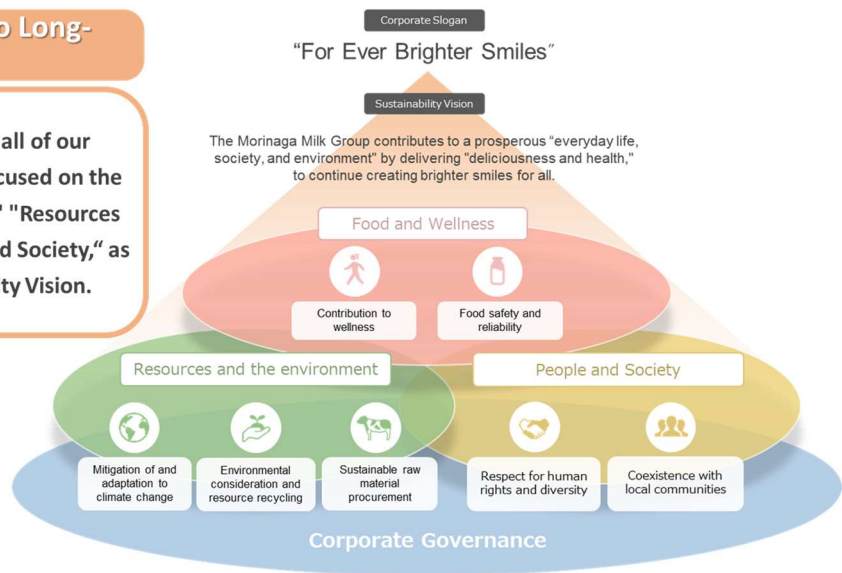 o Long-
all of our
cused on the
" "Resources
d Society,“ as
ity Vision.
Corporate Slogan
“For Ever Brighter Smiles”
Sustainability Vision
The Morinaga Milk Group contributes to a prosperous “everyday life,
society, and environment" by delivering "deliciousness and health,"
to continue creating brighter smiles for all.
Food and Wellness
Contribution to
wellness
Food safety and
reliability
Resources and the environment
Mitigation of and
adaptation to
climate change
Environmental
consideration and
resource recycling
Sustainable raw
material
procurement
People and Society
Respect for human
rights and diversity
Coexistence with
local communities
Corporate Governance